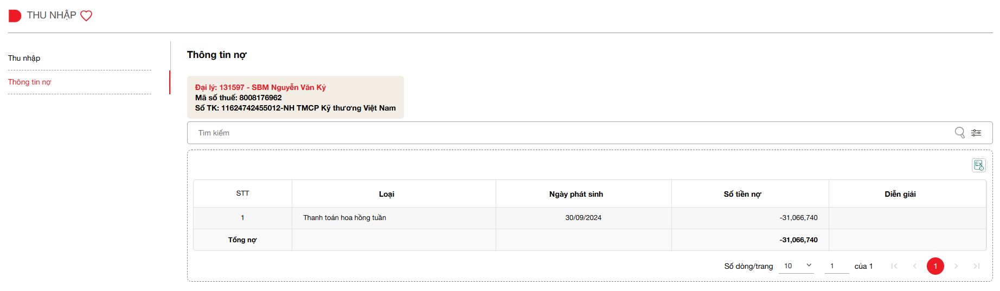 THU NHẬP
Thu nhập
Thông tin nợ
Thông tin nợ
Đại lý: 131597 - SBM Nguyễn Văn Kỷ
Mã số thuế: 8008176962
Số TK: 11624742455012-NH TMCP Kỹ thương Việt Nam
Tìm kiếm
Ex
STT Loại Ngày phát sinh Số tiền nợ Diễn giải
1 Thanh toán hoa hồng tuần 30/09/2024 -31,066,740
Tổng nợ -31,066,740
Số dòng/trang 10 1 của 1 1